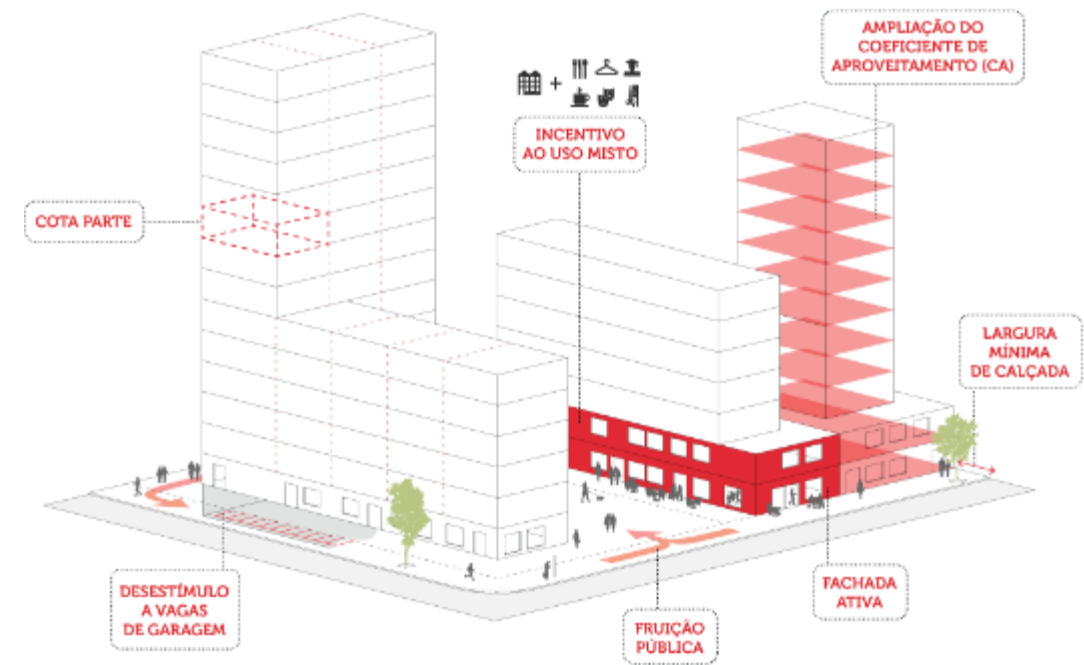 AMPLIAÇÃO DO
COEFICIENTE DE
APROVEITAMENTO (CA)
+
INCENTIVO
AO USO MISTO
COTA PARTE
LARGURA
MÍNIMA
DE CALÇADA
DESESTÍMULO
A VAGAS
DE GARAGEM
FACHADA
ATIVA
FRUIÇÃO
PÚBLICA